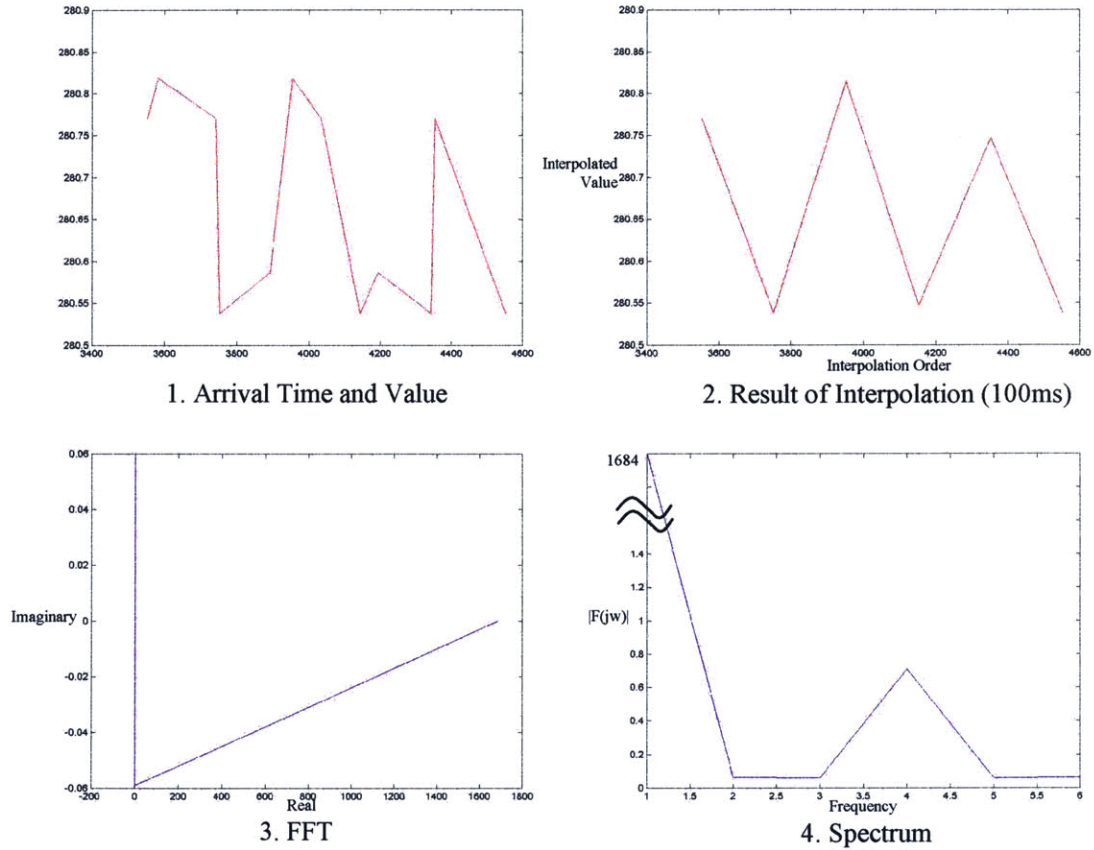 280.9
280.85
280.8
280.75
280.7
280.65
280.6
280.55
280.5
3400 3600 3800 4000 4200 4400 4600
1. Arrival Time and Value
280.9
280.85
280.8
280.75
Interpolated
Value
280.7
280.65
280.6
280.55
280.5
3400 3600 3800 4000 4200 4400 4600
Interpolation Order
2. Result of Interpolation (100ms)
0.06
0.04
0.02
Imaginary 0
-0.02
-0.04
-0.06
-200 0 200 400 600 800 1000 1200 1400 1600 1800
Real
3. FFT
1684
1.4
1.2
|F(jw)| 1
0.8
0.6
0.4
0.2
0
1 1.5 2 2.5 3 3.5 4 4.5 5 5.5 6
Frequency
4. Spectrum